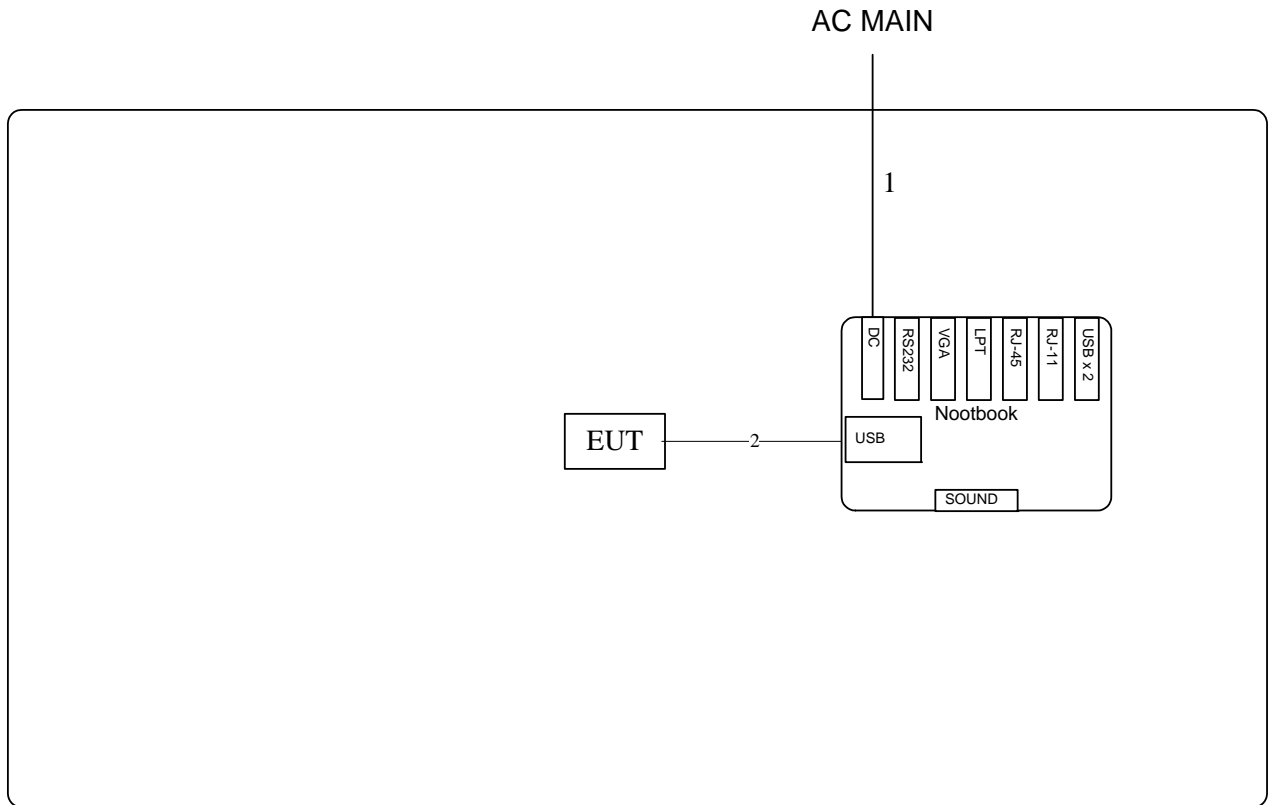 AC MAIN
1
DC
RS232
VGA
LPT
RJ-45
RJ-11
USB x 2
Nootbook
EUT
2
USB
SOUND